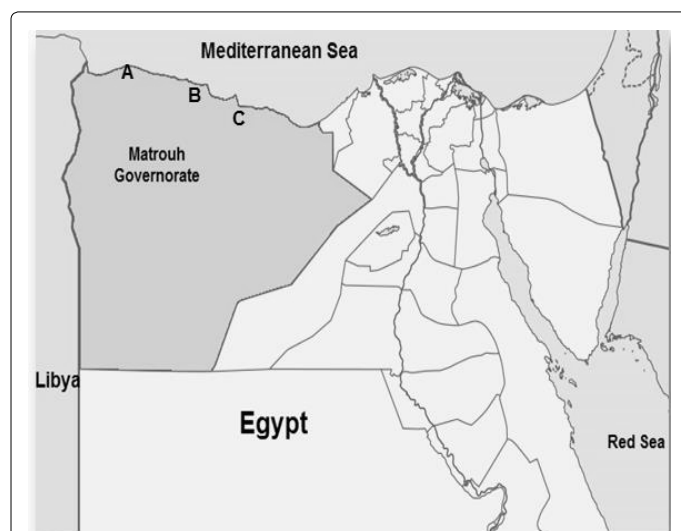 Mediterranean Sea
A
B
C
Matrouh
Governorate
Libya
Egypt
Red Sea